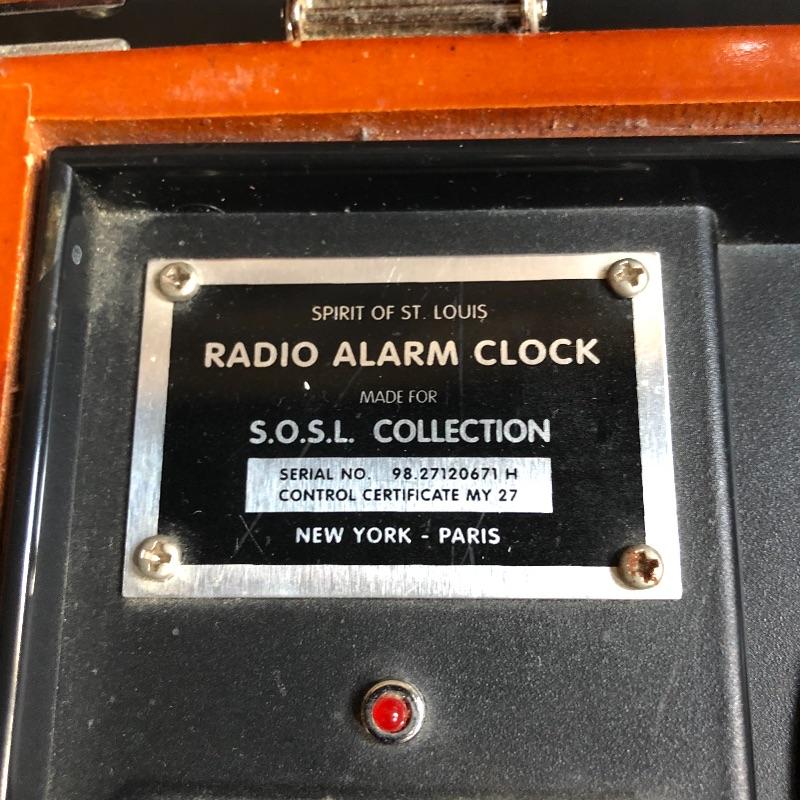 SPIRIT OF ST. LOUIS
RADIO ALARM CLOCK
MADE FOR
S.O.S.L. COLLECTION
SERIAL NO. 98.27120671 H
CONTROL CERTIFICATE MY 27
NEW YORK - PARIS